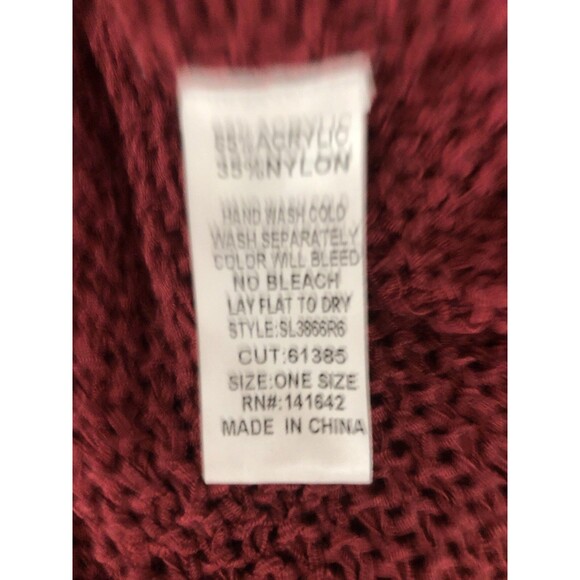 65% ACRYLIC
35% NYLON
HAND WASH COLD
WASH SEPARATELY
COLOR WILL BLEED
NO BLEACH
LAY FLAT TO DRY
STYLE:SL3866R6
CUT:61385
SIZE:ONE SIZE
RN#:141642
MADE IN CHINA